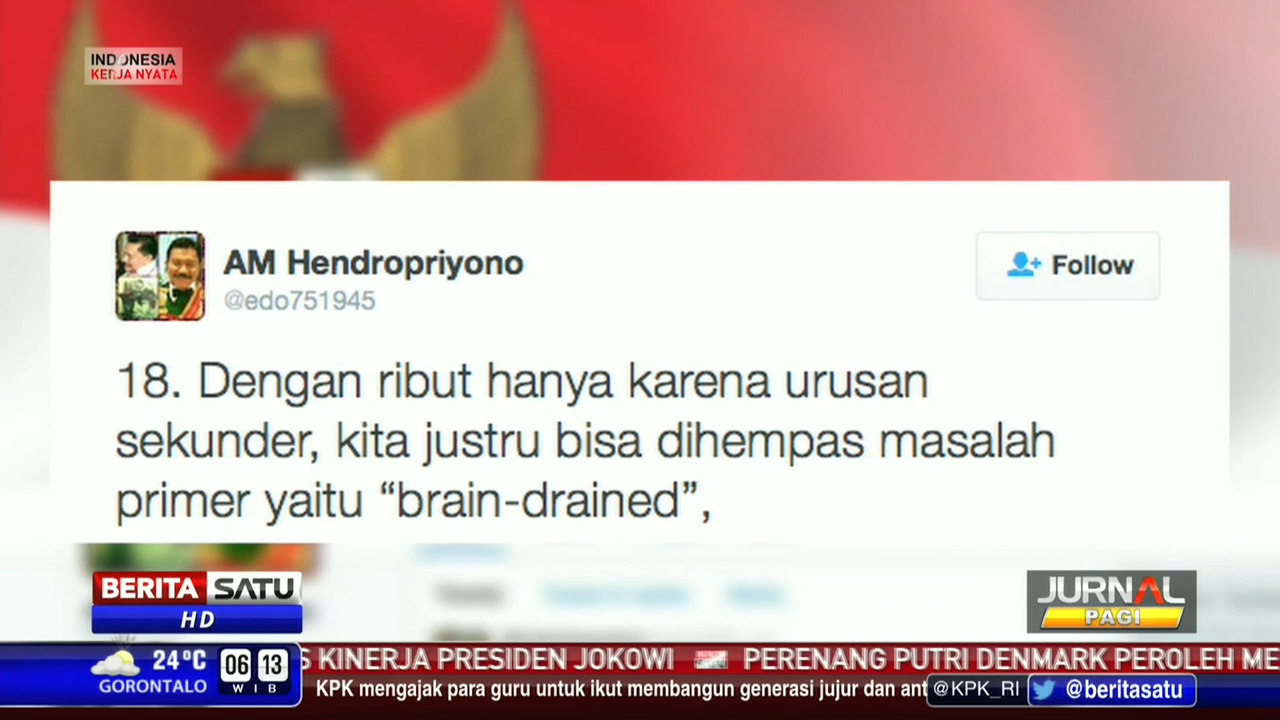 INDONESIA
KERJA NYATA
AM Hendropriyono
@edo751945
Follow
18. Dengan ribut hanya karena urusan
sekunder, kita justru bisa dihempas masalah
primer yaitu “brain-drained”,
BERITA SATU
HD
JURNAL
PAGI
24°C
GORONTALO
06 13
WIB
S KINERJA PRESIDEN JOKOWI PERENANG PUTRI DENMARK PEROLEH ME
KPK mengajak para guru untuk ikut membangun generasi jujur dan ant
@KPK_RI
@beritasatu